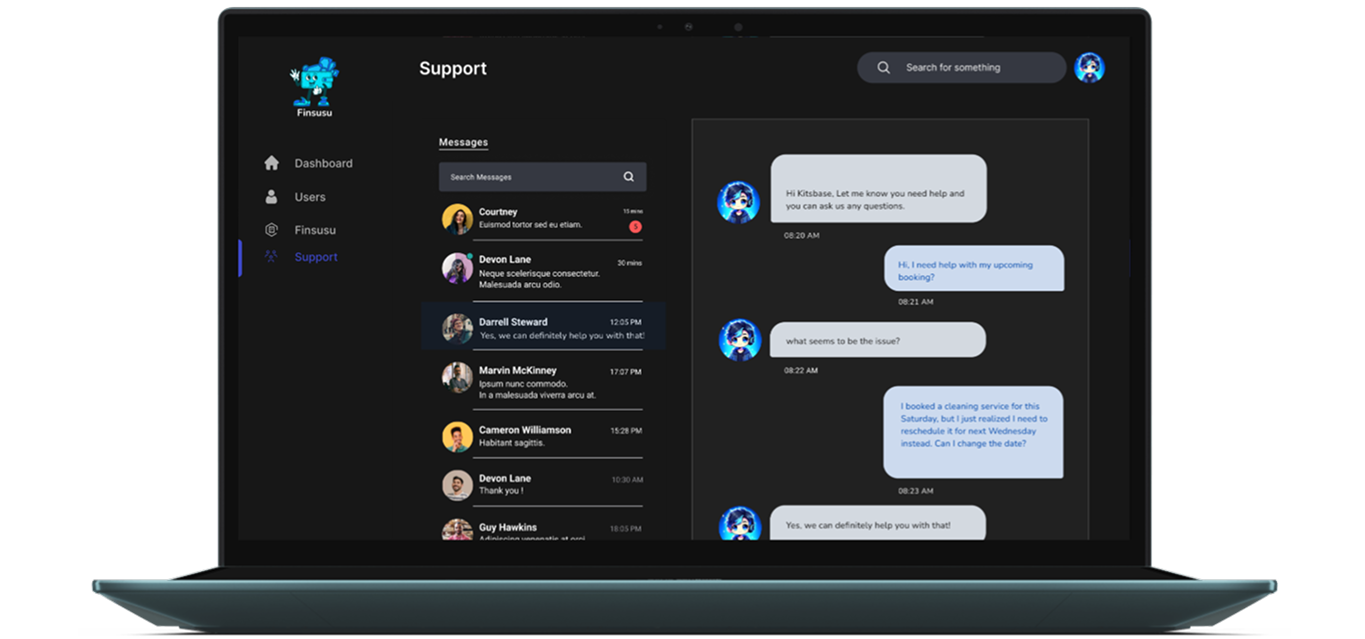 Finsusu
Support
Search for something
Dashboard
Users
Finsusu
Support
Messages
Search Messages
Courtney
15 mins
Euismod tortor sed eu etiam.
5
Devon Lane
30 mins
Neque scelerisque consectetur.
Malesuada arcu odio.
Darrell Steward
12:05 PM
Yes, we can definitely help you with that!
Marvin McKinney
17:07 PM
Ipsum nunc commodo.
In a malesuada viverra arcu at.
Cameron Williamson
15:28 PM
Habitant sagittis.
Devon Lane
10:30 AM
Thank you !
Guy Hawkins
18:05 PM
Adipiscing venenatis at orci
Hi Kitsbase, Let me know you need help and
you can ask us any questions.
08:20 AM
Hi, I need help with my upcoming
booking?
08:21 AM
what seems to be the issue?
08:22 AM
I booked a cleaning service for this
Saturday, but I just realized I need to
reschedule it for next Wednesday
instead. Can I change the date?
08:23 AM
Yes, we can definitely help you with that!